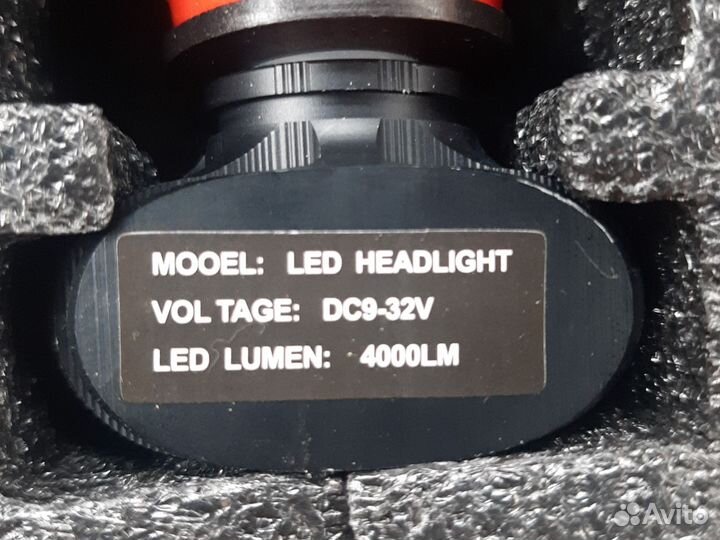 MOOEL: LED HEADLIGHT
VOL TAGE: DC9-32V
LED LUMEN: 4000LM
Avito